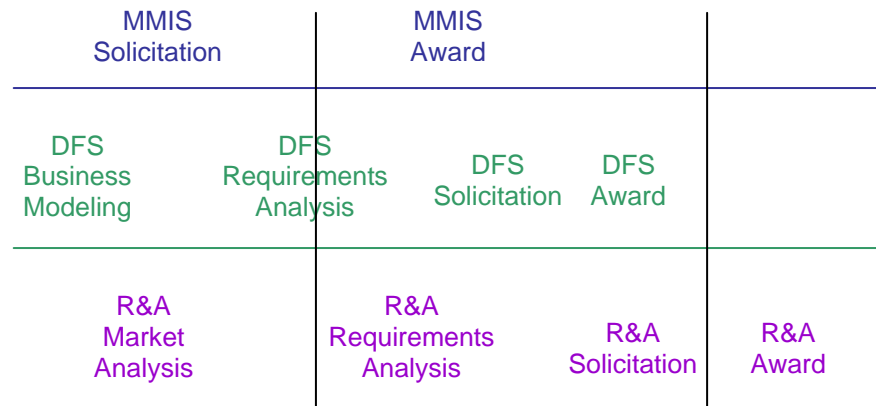 MMIS
Solicitation
MMIS
Award
DFS
Business
Modeling
DFS
Requirements
Analysis
DFS
Solicitation
DFS
Award
R&A
Market
Analysis
R&A
Requirements
Analysis
R&A
Solicitation
R&A
Award